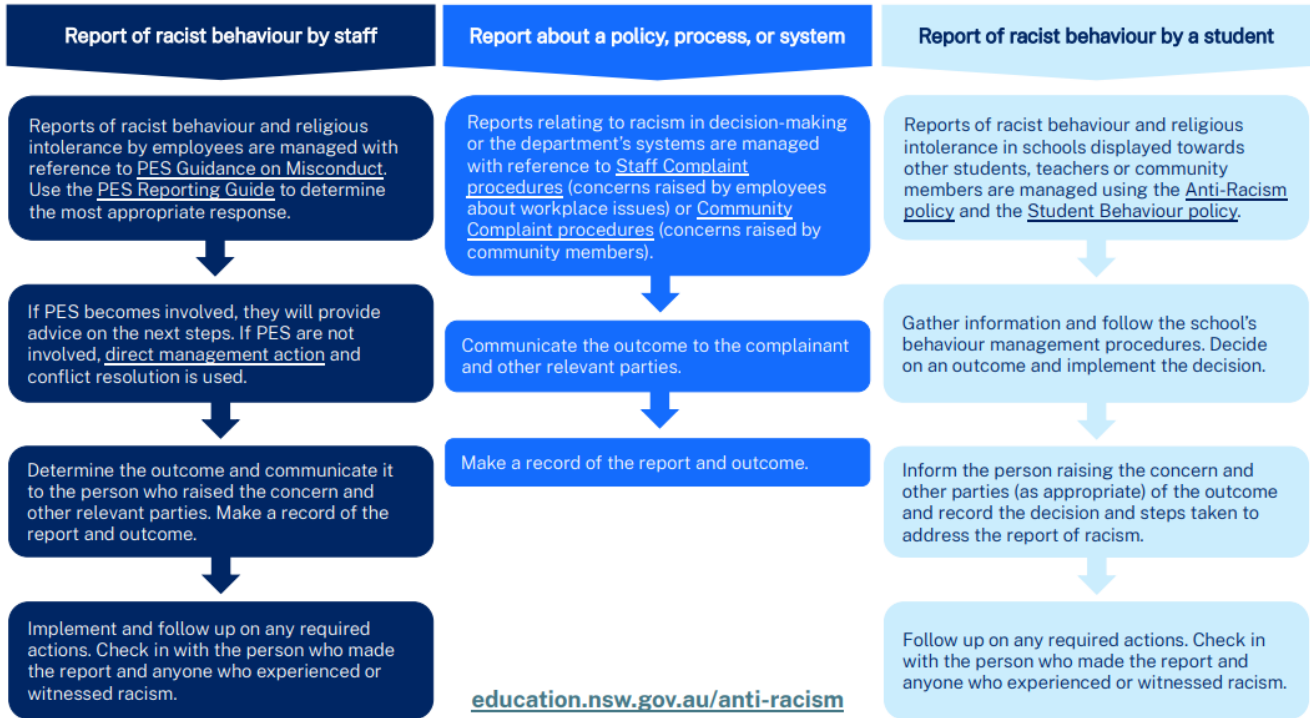 Report of racist behaviour by staff
Reports of racist behaviour and religious
intolerance by employees are managed with
reference to PES Guidance on Misconduct.
Use the PES Reporting Guide to determine
the most appropriate response.
If PES becomes involved, they will provide
advice on the next steps. If PES are not
involved, direct management action and
conflict resolution is used.
Determine the outcome and communicate it
to the person who raised the concern and
other relevant parties. Make a record of the
report and outcome.
Implement and follow up on any required
actions. Check in with the person who made
the report and anyone who experienced or
witnessed racism.
Report about a policy, process, or system
Reports relating to racism in decision-making
or the department's systems are managed
with reference to Staff Complaint
procedures (concerns raised by employees
about workplace issues) or Community
Complaint procedures (concerns raised by
community members).
Communicate the outcome to the complainant
and other relevant parties.
Make a record of the report and outcome.
education.nsw.gov.au/anti-racism
Report of racist behaviour by a student
Reports of racist behaviour and religious
intolerance in schools displayed towards
other students, teachers or community
members are managed using the Anti-Racism
policy and the Student Behaviour policy.
Gather information and follow the school's
behaviour management procedures. Decide
on an outcome and implement the decision.
Inform the person raising the concern and
other parties (as appropriate) of the outcome
and record the decision and steps taken to
address the report of racism.
Follow up on any required actions. Check in
with the person who made the report and
anyone who experienced or witnessed racism.